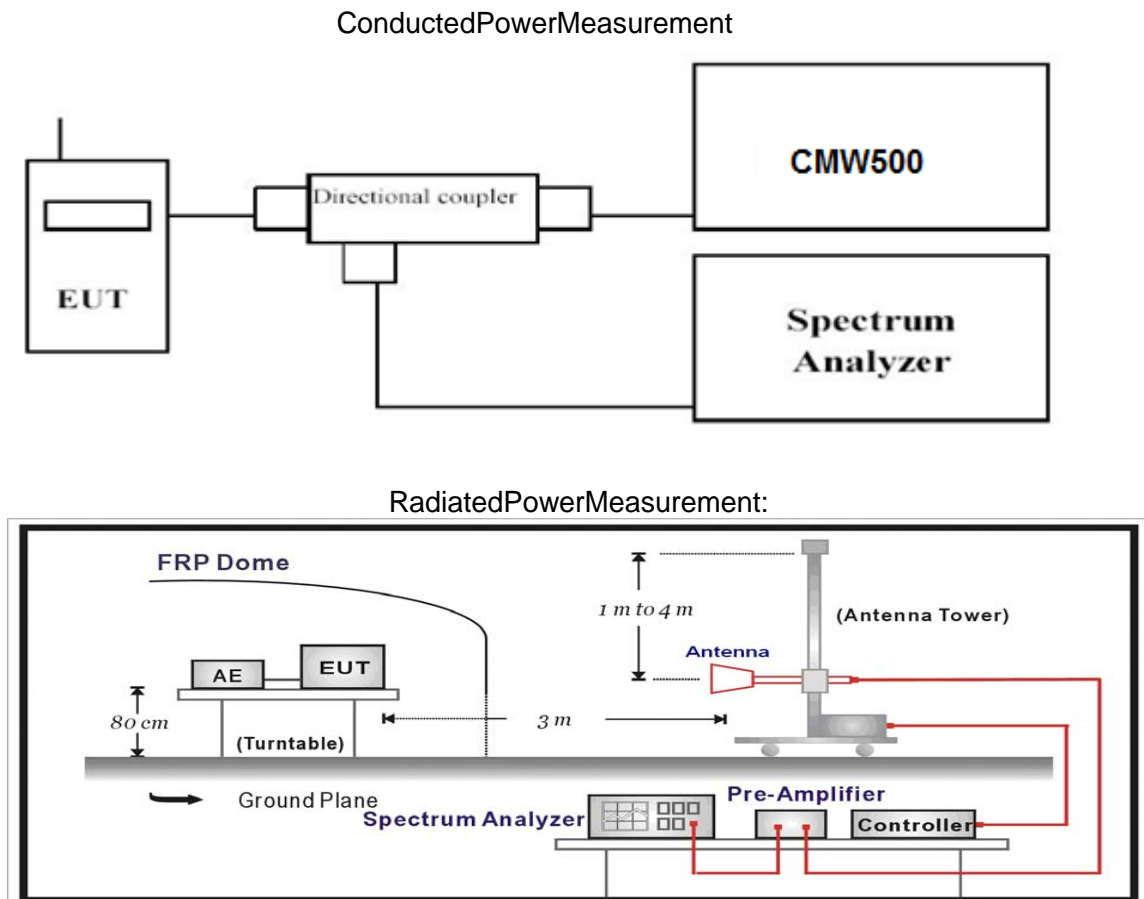 ConductedPowerMeasurement
CMW500
Directional coupler
EUT
Spectrum
Analyzer
RadiatedPowerMeasurement:
FRP Dome
1 m to 4 m
(Antenna Tower)
Antenna
AE
EUT
80 cm
3 m
(Turntable)
Ground Plane
Pre-Amplifier
Spectrum Analyzer
Controller